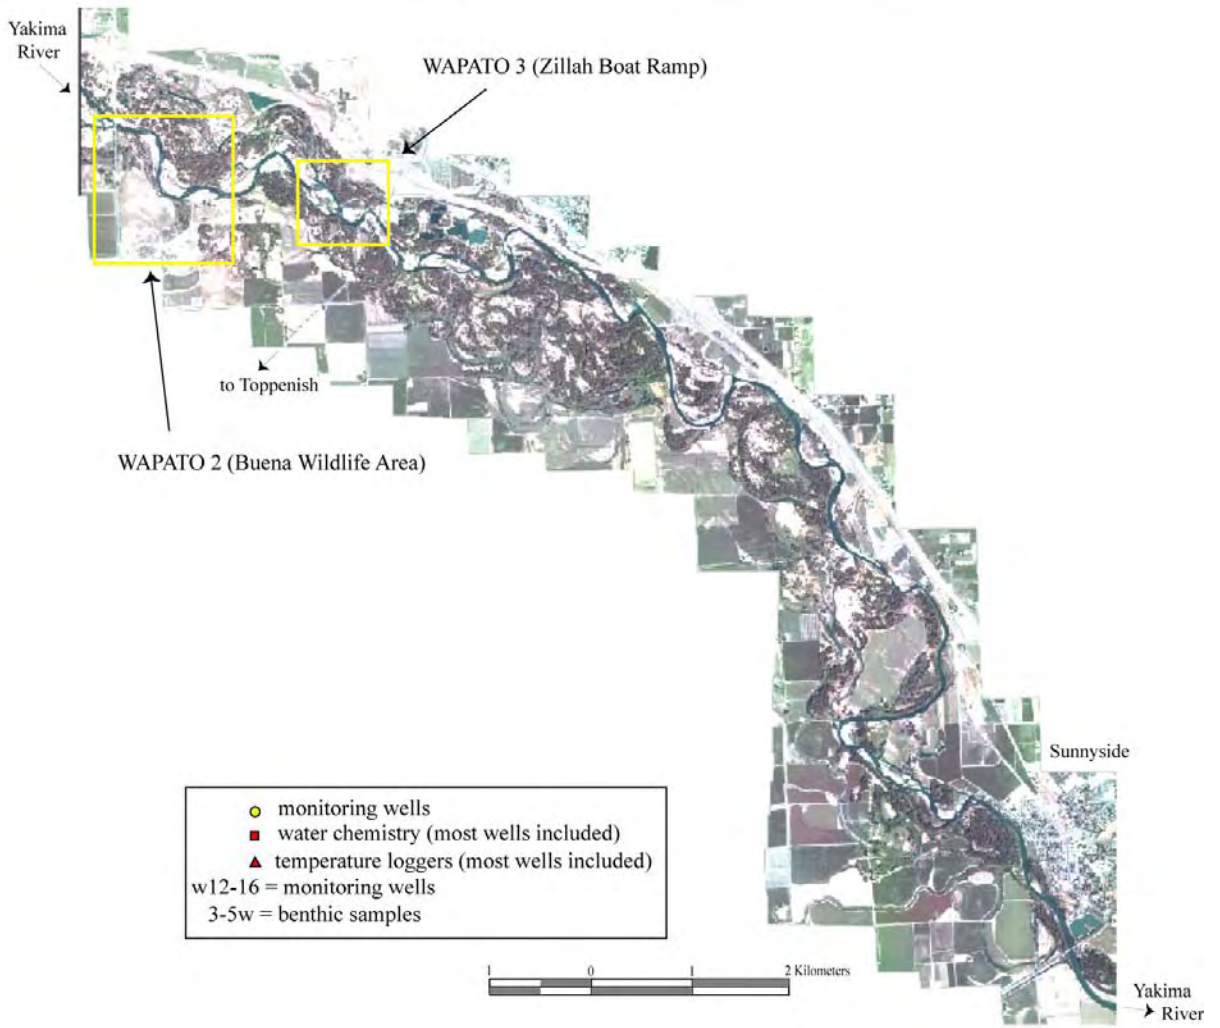 Yakima
River
WAPATO 3 (Zillah Boat Ramp)
to Toppenish
WAPATO 2 (Buena Wildlife Area)
Sunnyside
monitoring wells
water chemistry (most wells included)
temperature loggers (most wells included)
w12-16 = monitoring wells
3-5w = benthic samples
1 0 1 2 Kilometers
Yakima
River